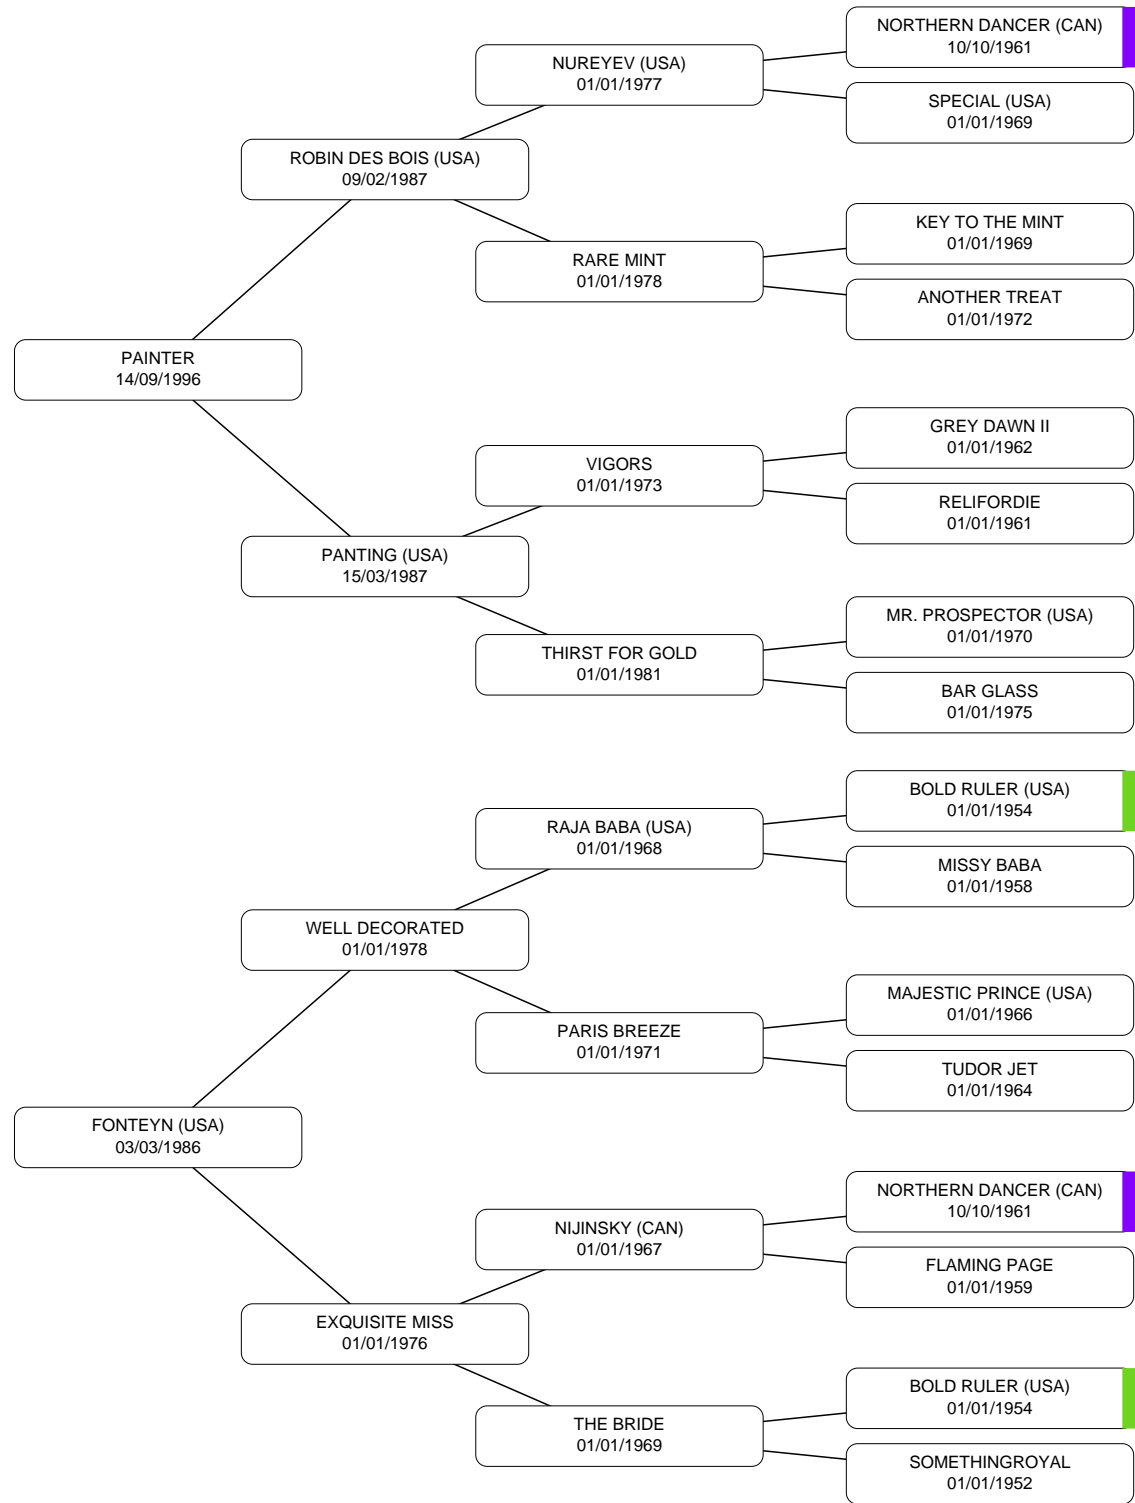 NORTHERN DANCER (CAN)
10/10/1961
NUREYEV (USA)
01/01/1977
SPECIAL (USA)
01/01/1969
ROBIN DES BOIS (USA)
09/02/1987
KEY TO THE MINT
01/01/1969
RARE MINT
01/01/1978
ANOTHER TREAT
01/01/1972
PAINTER
14/09/1996
GREY DAWN II
01/01/1962
VIGORS
01/01/1973
RELIFORDIE
01/01/1961
PANTING (USA)
15/03/1987
MR. PROSPECTOR (USA)
01/01/1970
THIRST FOR GOLD
01/01/1981
BAR GLASS
01/01/1975
BOLD RULER (USA)
01/01/1954
RAJA BABA (USA)
01/01/1968
MISSY BABA
01/01/1958
WELL DECORATED
01/01/1978
MAJESTIC PRINCE (USA)
01/01/1966
PARIS BREEZE
01/01/1971
TUDOR JET
01/01/1964
FONTEYN (USA)
03/03/1986
NORTHERN DANCER (CAN)
10/10/1961
NIJINSKY (CAN)
01/01/1967
FLAMING PAGE
01/01/1959
EXQUISITE MISS
01/01/1976
BOLD RULER (USA)
01/01/1954
THE BRIDE
01/01/1969
SOMETHINGROYAL
01/01/1952